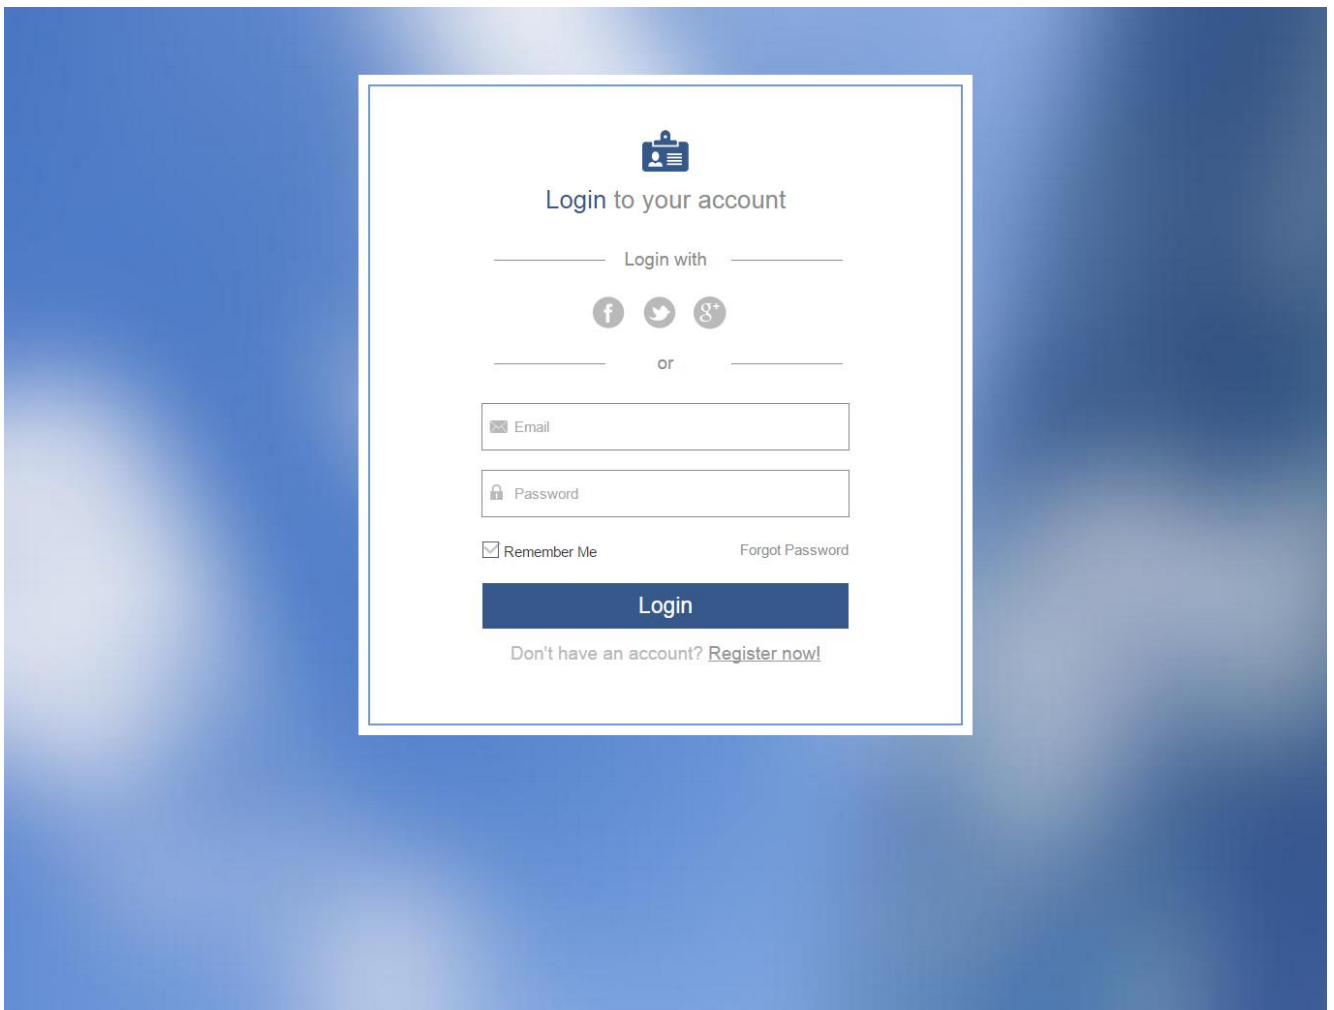 Login to your account
Login with
or
Email
Password
Remember Me
Forgot Password
Login
Don't have an account? Register now!